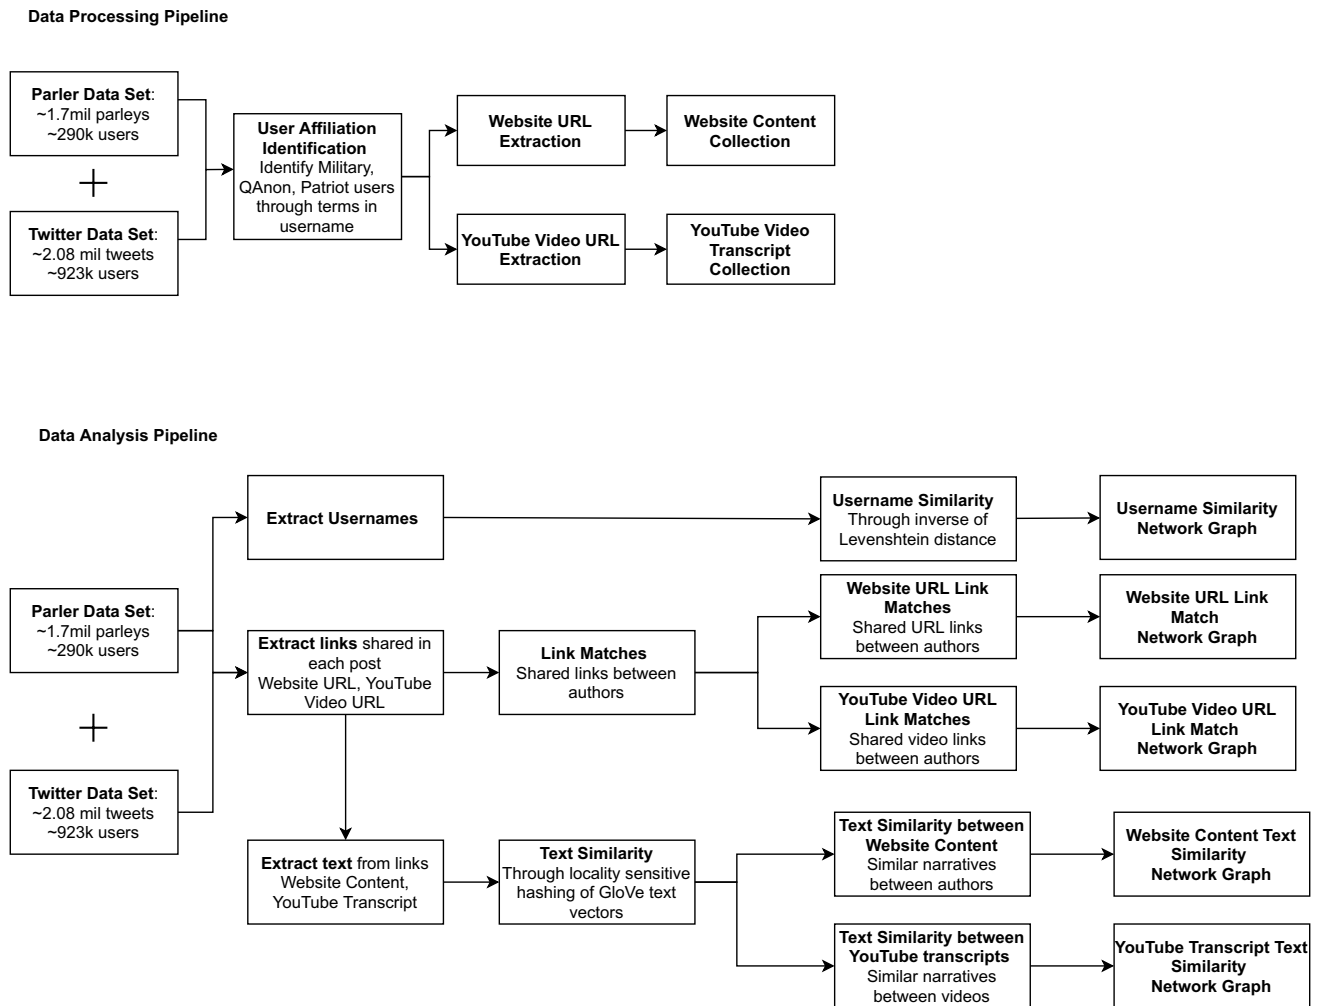 Data Processing Pipeline
Parler Data Set:
~1.7mil parleys
~290k users
+
Twitter Data Set:
~2.08 mil tweets
~923k users
User Affiliation
Identification
Identify Military,
QAnon, Patriot users
through terms in
username
Website URL
Extraction
Website Content
Collection
YouTube Video URL
Extraction
YouTube Video
Transcript
Collection
Data Analysis Pipeline
Parler Data Set:
~1.7mil parleys
~290k users
+
Twitter Data Set:
~2.08 mil tweets
~923k users
Extract Usernames
Username Similarity
Through inverse of
Levenshtein distance
Username Similarity
Network Graph
Extract links shared in
each post
Website URL, YouTube
Video URL
Link Matches
Shared links between
authors
Website URL Link
Matches
Shared URL links
between authors
Website URL Link
Match
Network Graph
YouTube Video URL
Link Matches
Shared video links
between authors
YouTube Video URL
Link Match
Network Graph
Extract text from links
Website Content,
YouTube Transcript
Text Similarity
Through locality sensitive
hashing of GloVe text
vectors
Text Similarity between
Website Content
Similar narratives
between authors
Website Content Text
Similarity
Network Graph
Text Similarity between
YouTube transcripts
Similar narratives
between videos
YouTube Transcript Text
Similarity
Network Graph